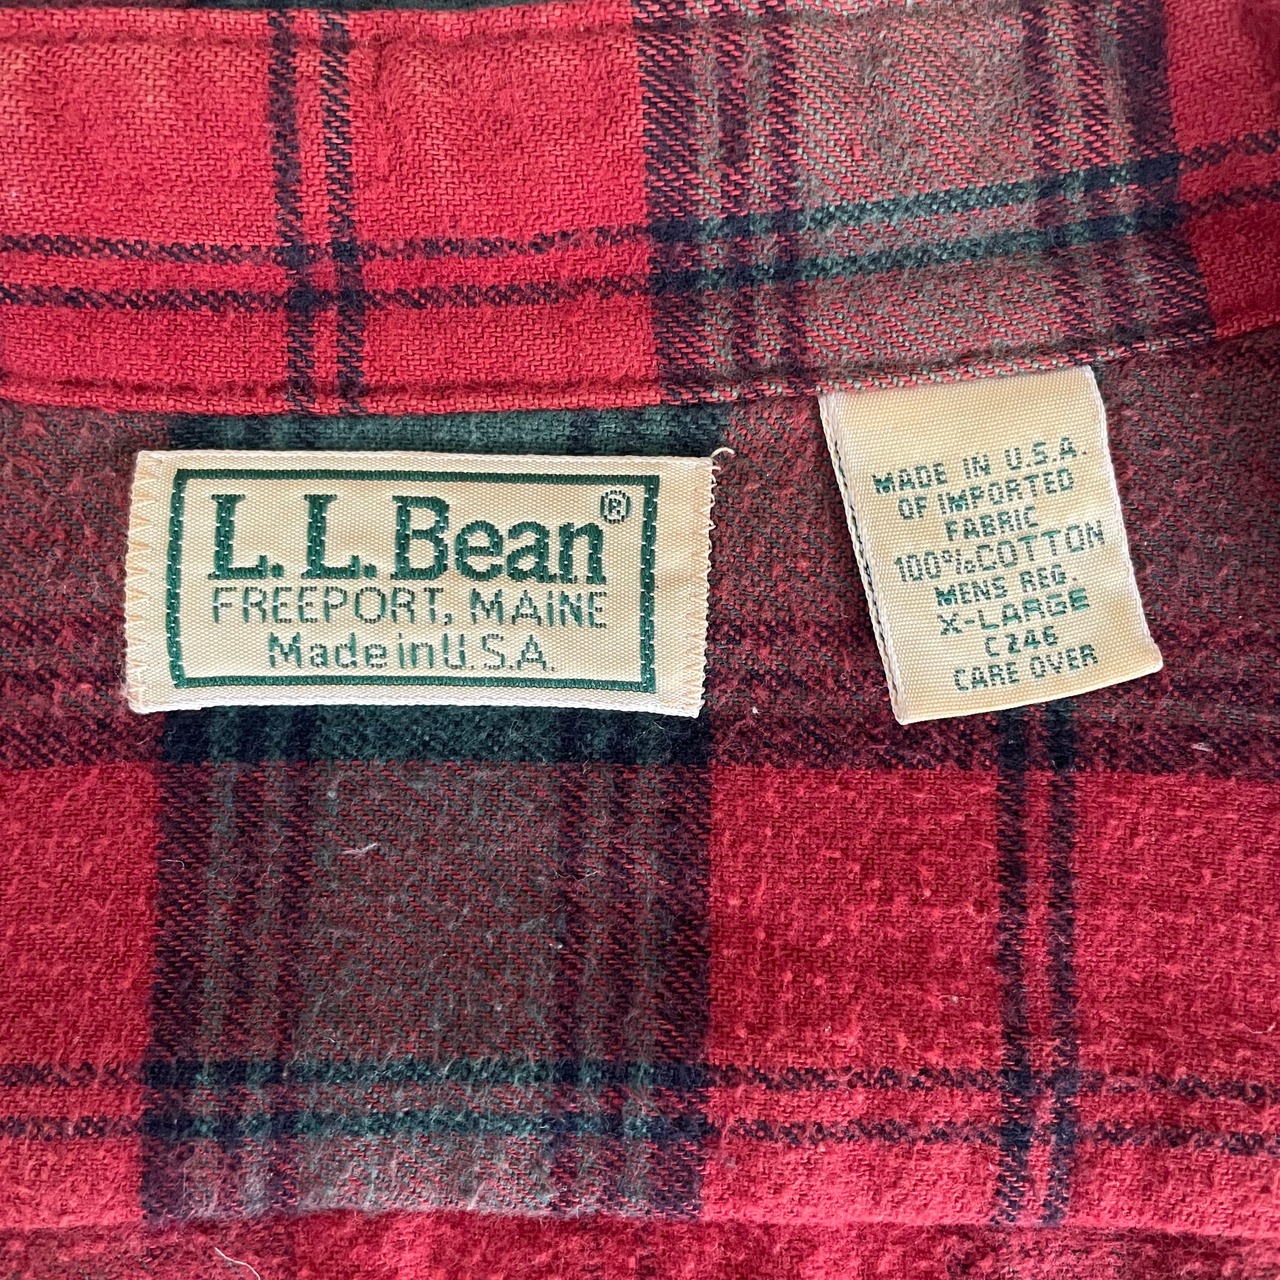 L.L.Bean®
FREEPORT, MAINE
Made in U.S.A.
MADE IN U.S.A.
OF IMPORTED
FABRIC
100% COTTON
MENS REG.
X-LARGE
C246
CARE OVER